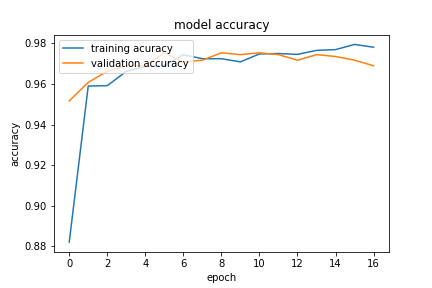 model accuracy
training acuracy
validation accuracy
accuracy
0.98
0.96
0.94
0.92
0.90
0.88
0 2 4 6 8 10 12 14 16
epoch